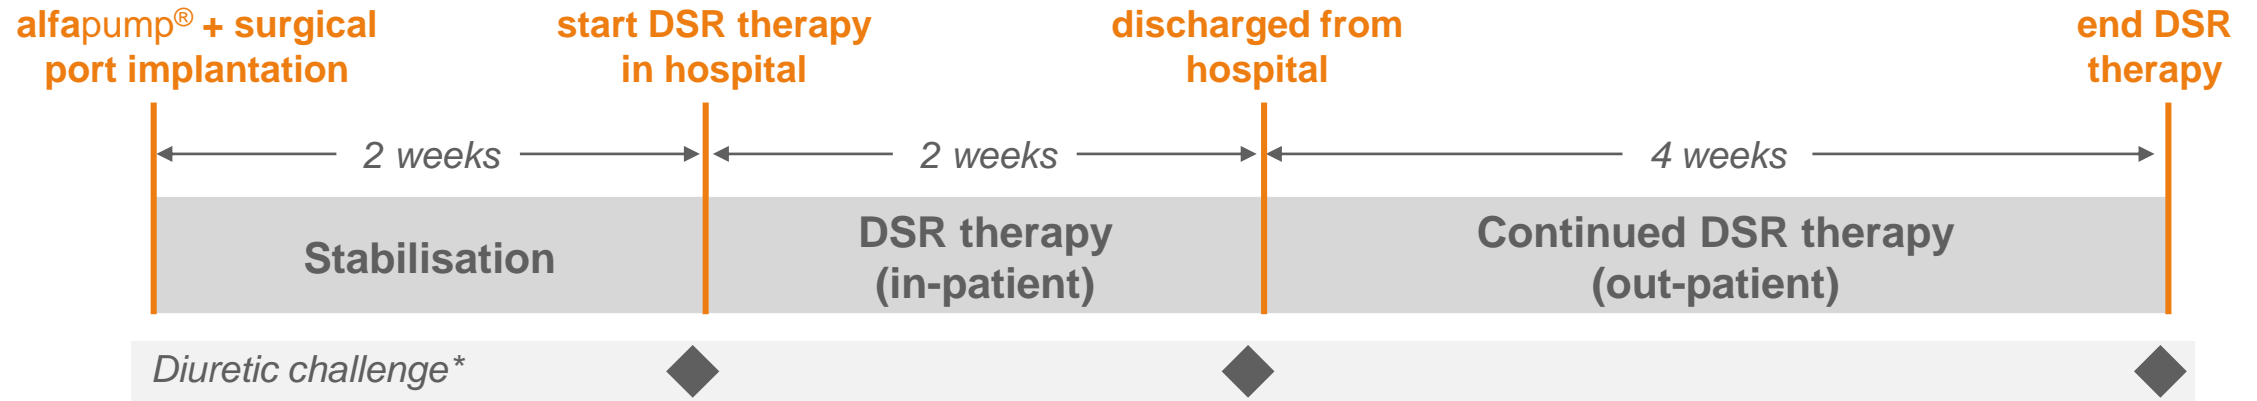 alfapump® + surgical
port implantation
start DSR therapy
in hospital
discharged from
hospital
end DSR
therapy
2 weeks
2 weeks
4 weeks
Stabilisation
DSR therapy
(in-patient)
Continued DSR therapy
(out-patient)
Diuretic challenge*